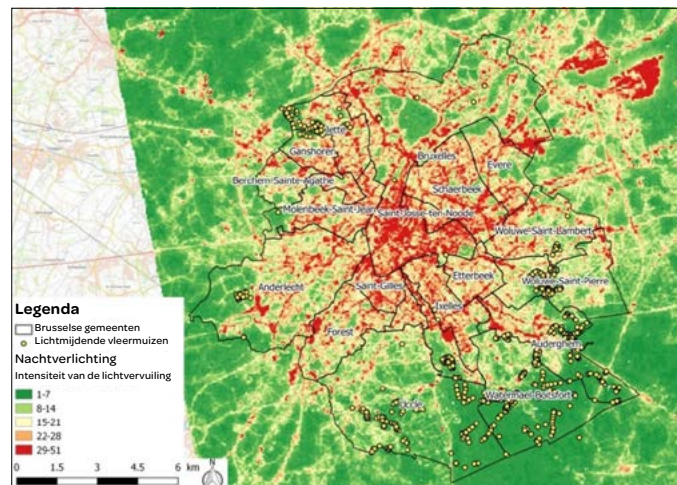 Jette
Ganshoren
Bruxelles
Evere
Berchem-Sainte-Agathe
Schaerbeek
Molenbeek-Saint-Jean
Saint-Josse-ten-Noode
Woluwe-Saint-Lambert
Etterbeek
Woluwe-Saint-Pierre
Anderlecht
Saint-Gilles
Ixelles
Forest
Auderghem
Watermael-Boitsfort
Uccle
Legenda
Brusselse gemeenten
Lichtmijdende vleermuizen
Nachtverlichting
Intensiteit van de lichtvervuiling
1-7
8-14
15-21
22-28
29-51
0 1.5 3 4.5 6 km
N